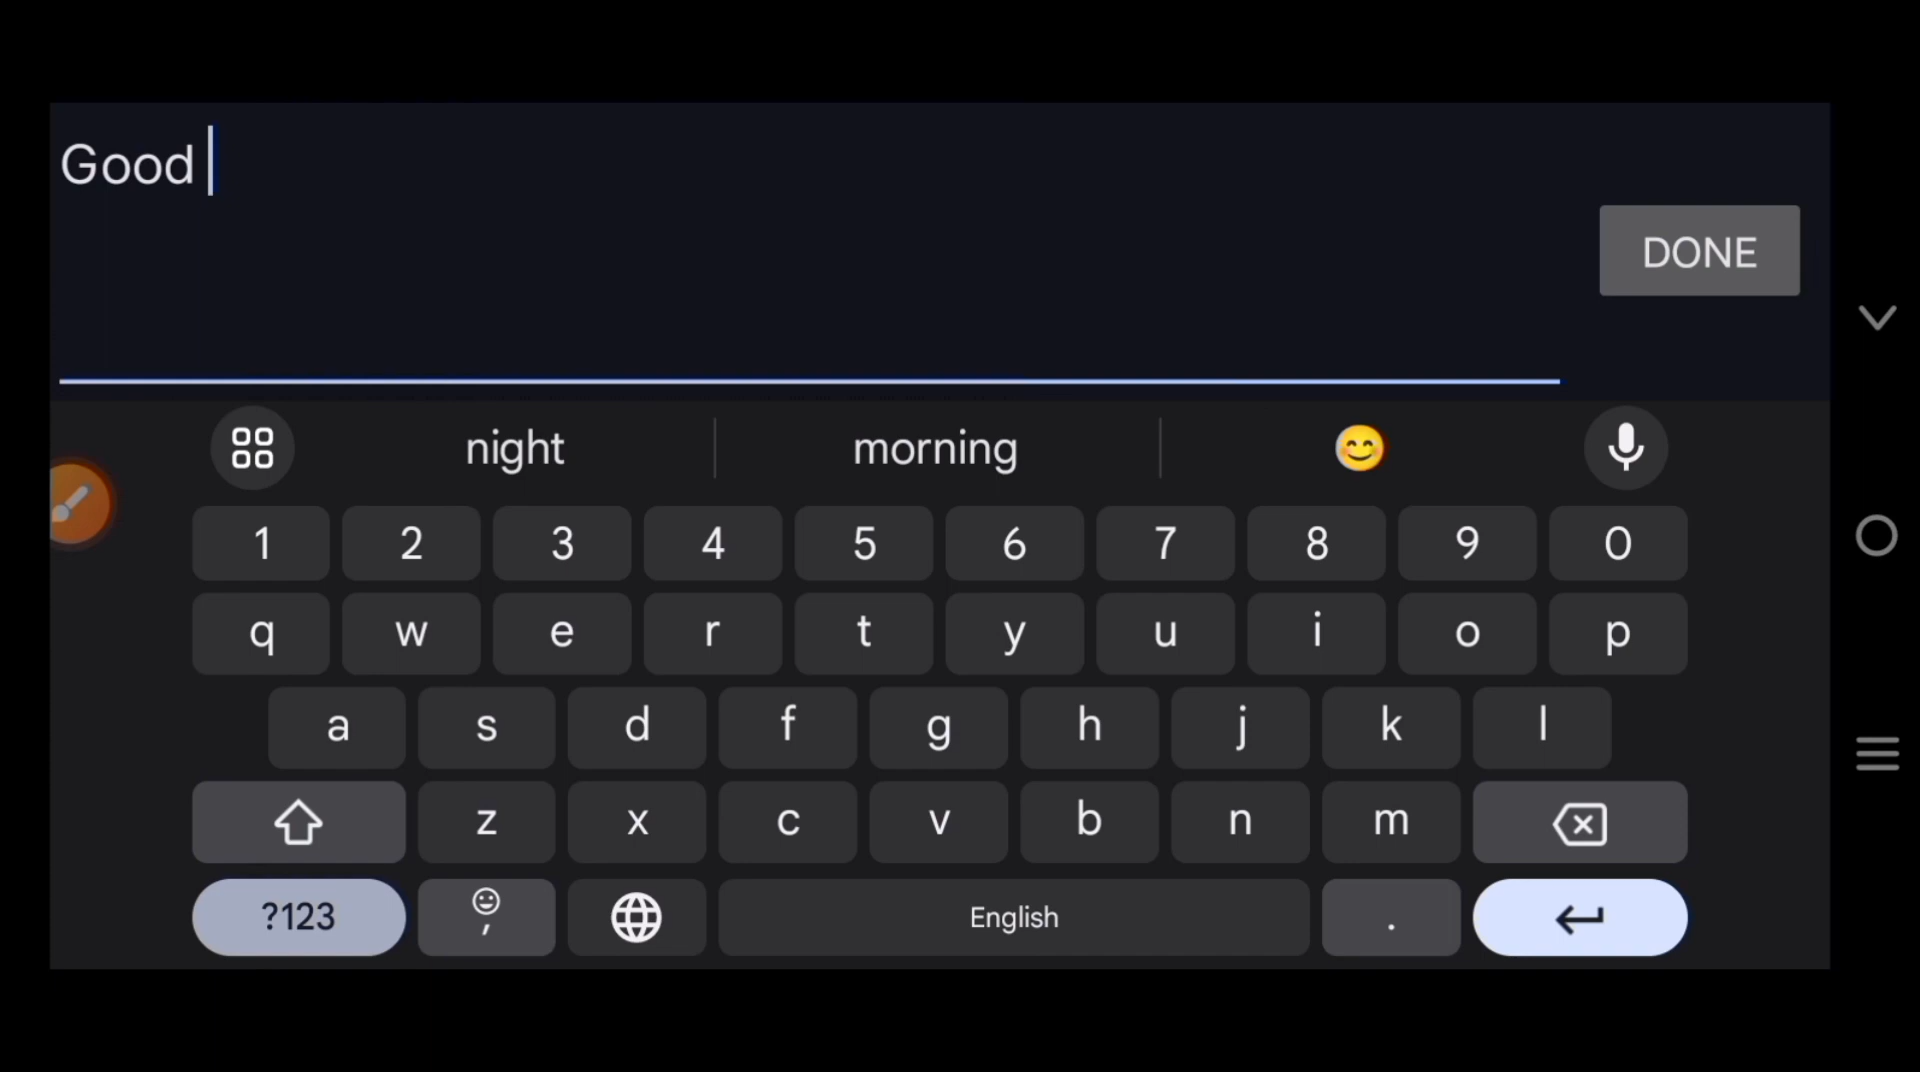 Good
DONE
night morning 😊
1 2 3 4 5 6 7 8 9 0
q w e r t y u i o p
a s d f g h j k l
z x c v b n m
?123 , English .